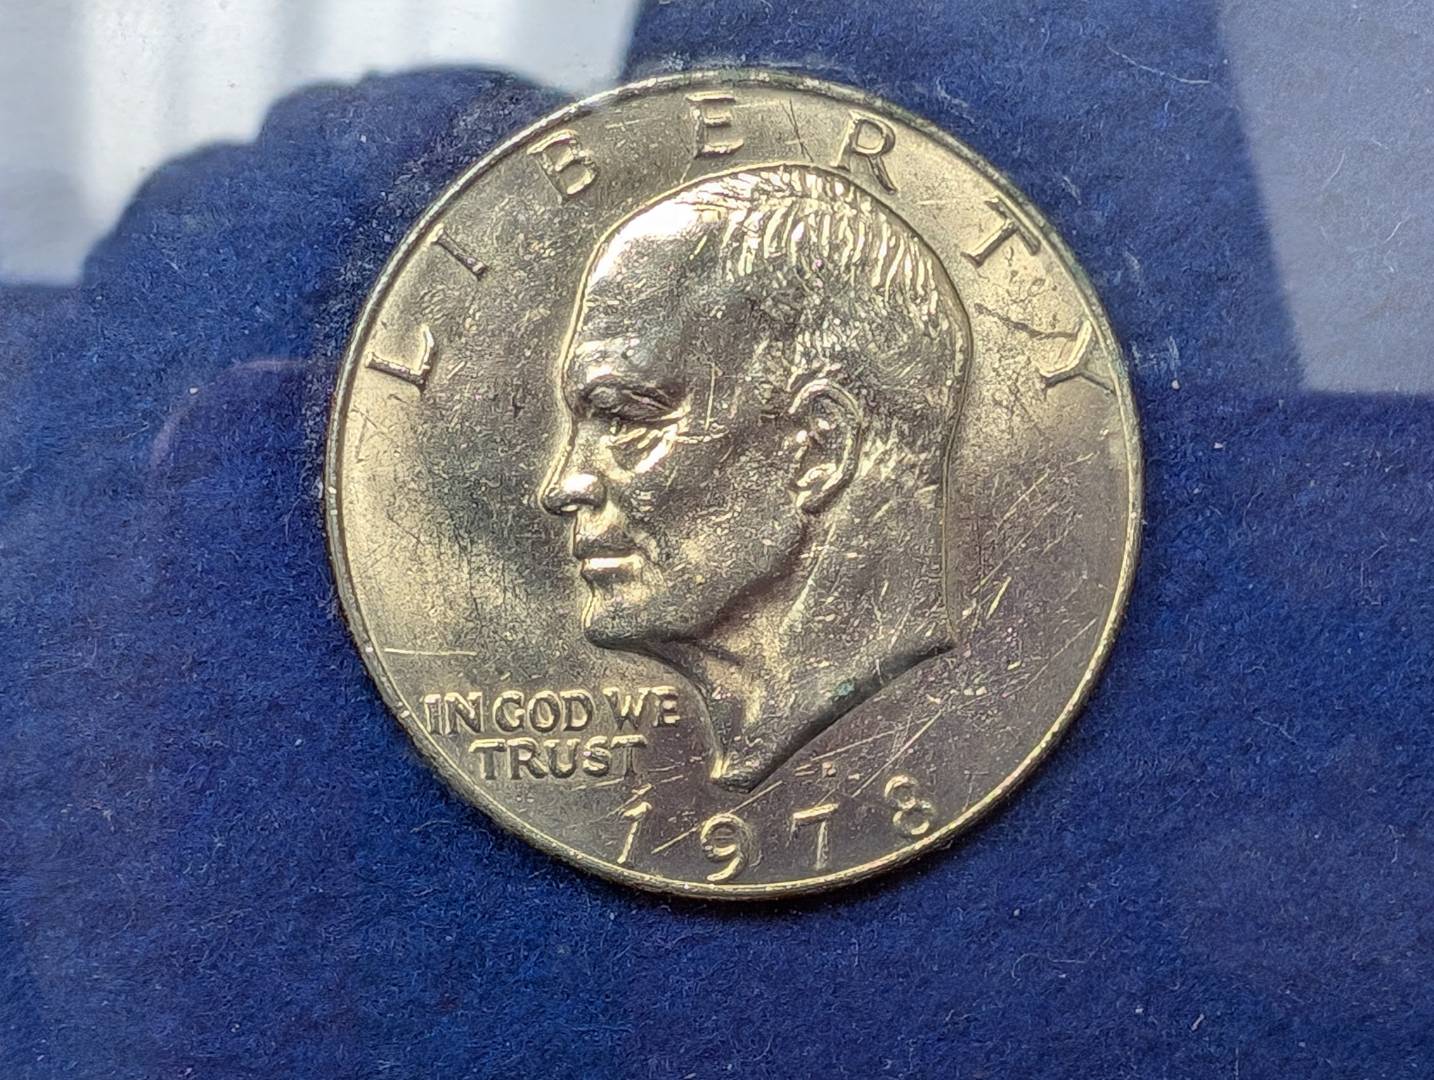 LIBERTY
IN GOD WE
TRUST
1978